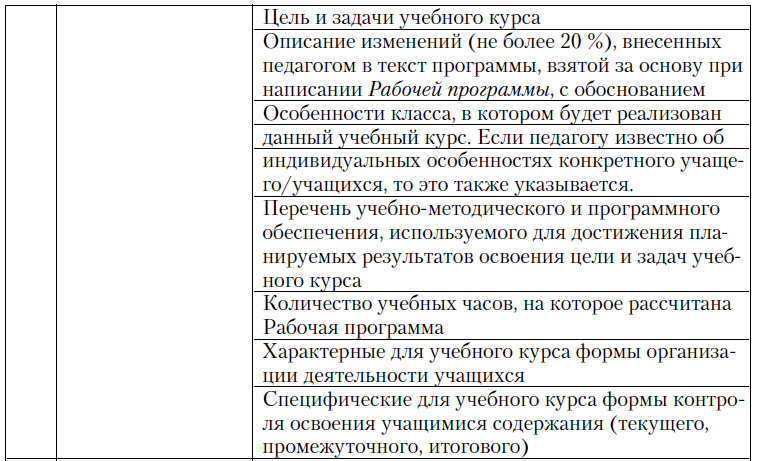 Цель и задачи учебного курса
Описание изменений (не более 20 %), внесенных
педагогом в текст программы, взятой за основу при
написании Рабочей программы, с обоснованием
Особенности класса, в котором будет реализован
данный учебный курс. Если педагогу известно об
индивидуальных особенностях конкретного учаще-
го/учащихся, то это также указывается.
Перечень учебно-методического и программного
обеспечения, используемого для достижения пла-
нируемых результатов освоения цели и задач учеб-
ного курса
Количество учебных часов, на которое рассчитана
Рабочая программа
Характерные для учебного курса формы организа-
ции деятельности учащихся
Специфические для учебного курса формы контро-
ля освоения учащимися содержания (текущего,
промежуточного, итогового)